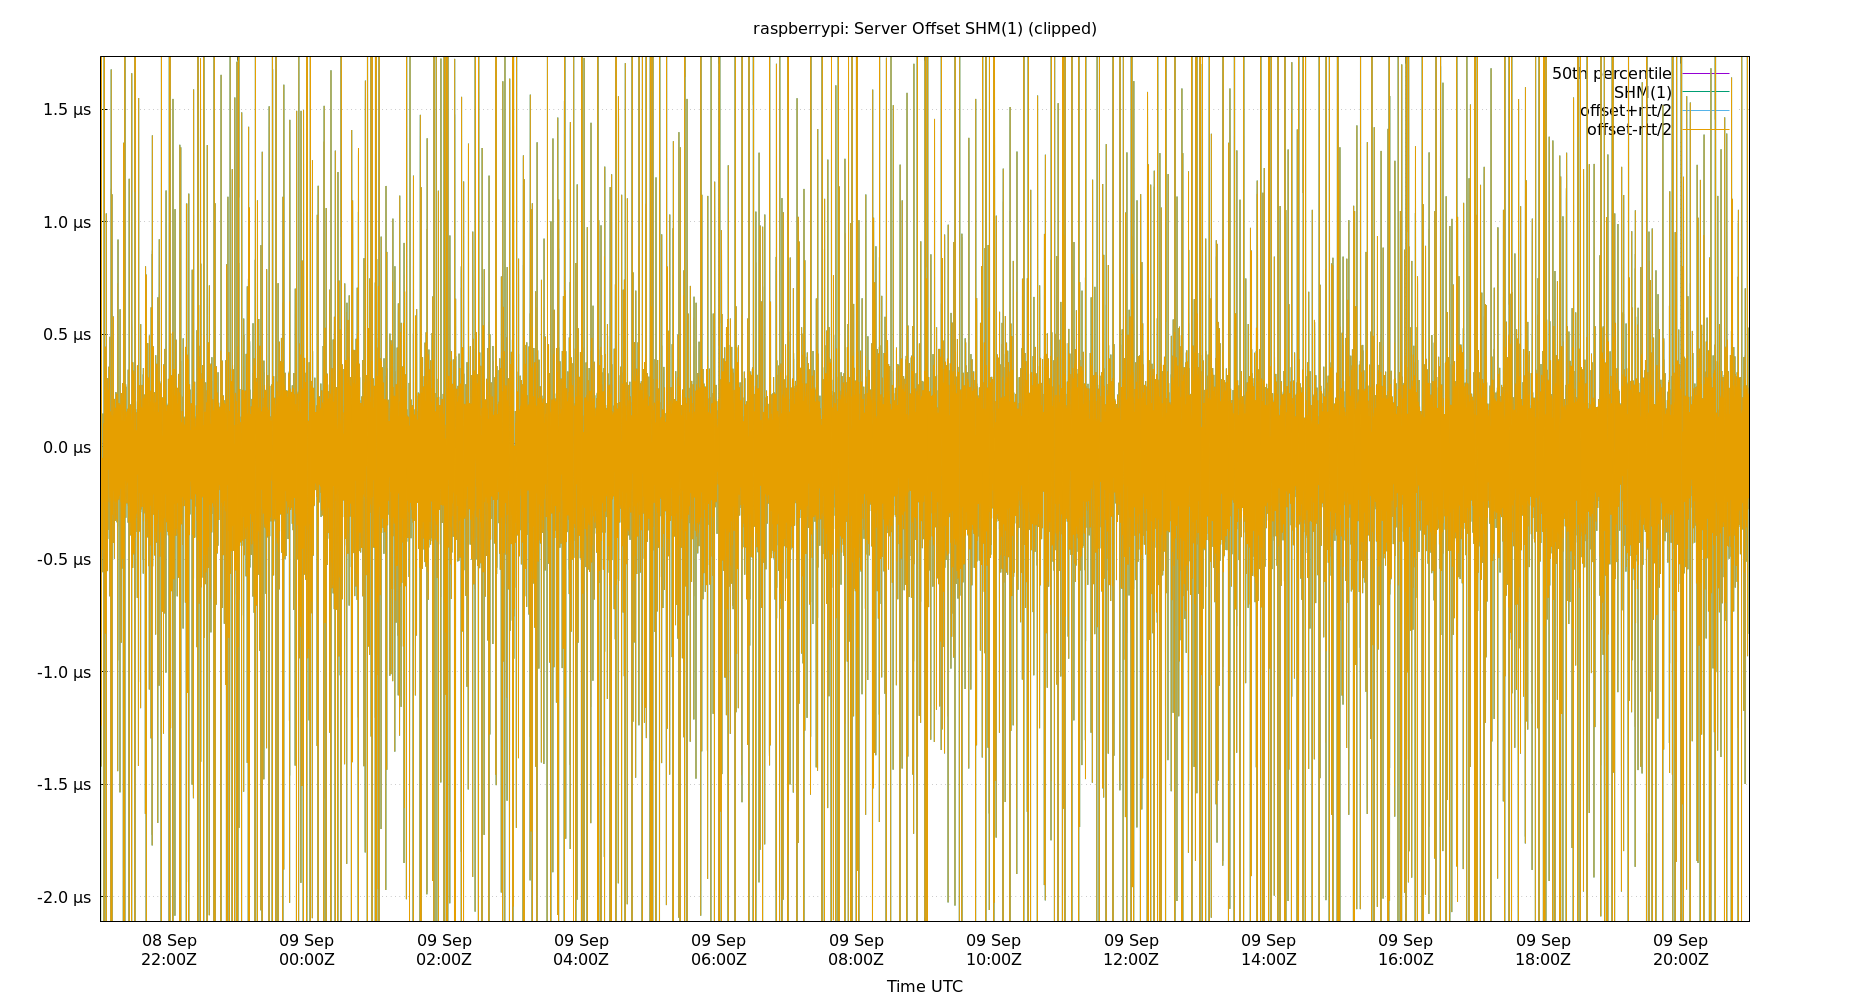 raspberrypi: Server Offset SHM(1) (clipped)
50th percentile
SHM(1)
offset+rtt/2
offset-rtt/2
1.5 µs
1.0 µs
0.5 µs
0.0 µs
-0.5 µs
-1.0 µs
-1.5 µs
-2.0 µs
08 Sep 09 Sep 09 Sep 09 Sep 09 Sep 09 Sep 09 Sep 09 Sep 09 Sep 09 Sep 09 Sep 09 Sep
22:00Z 00:00Z 02:00Z 04:00Z 06:00Z 08:00Z 10:00Z 12:00Z 14:00Z 16:00Z 18:00Z 20:00Z
Time UTC